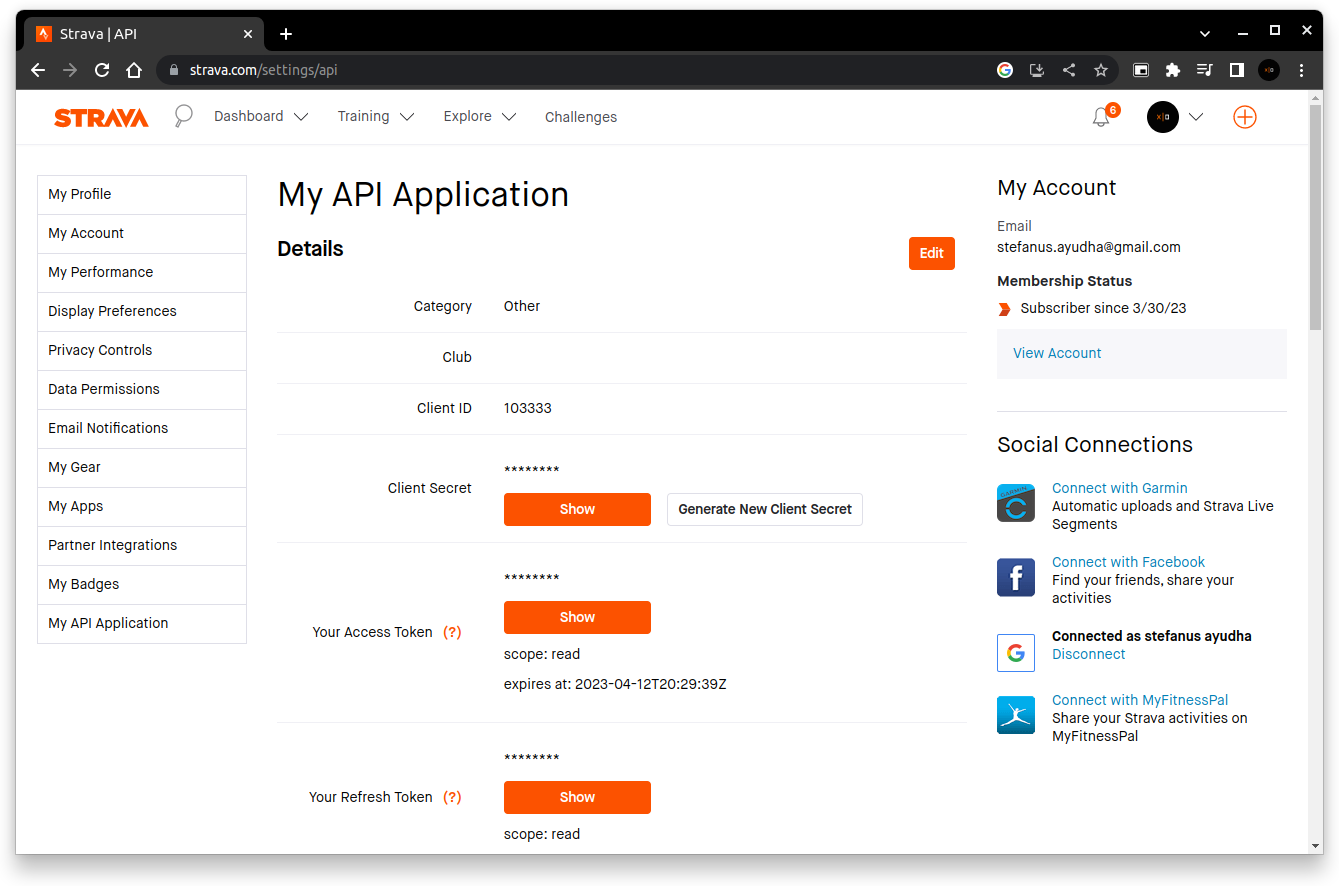 Strava | API
strava.com/settings/api
STRAVA
Dashboard
Training
Explore
Challenges
6
My Profile
My Account
My Performance
Display Preferences
Privacy Controls
Data Permissions
Email Notifications
My Gear
My Apps
Partner Integrations
My Badges
My API Application
My API Application
Details
Edit
Category Other
Club
Client ID 103333
Client Secret
********
Show
Generate New Client Secret
Your Access Token (?)
********
Show
scope: read
expires at: 2023-04-12T20:29:39Z
Your Refresh Token (?)
********
Show
scope: read
My Account
Email
stefanus.ayudha@gmail.com
Membership Status
Subscriber since 3/30/23
View Account
Social Connections
GARMIN
Connect with Garmin
Automatic uploads and Strava Live
Segments
Connect with Facebook
Find your friends, share your
activities
Connected as stefanus ayudha
Disconnect
Connect with MyFitnessPal
Share your Strava activities on
MyFitnessPal